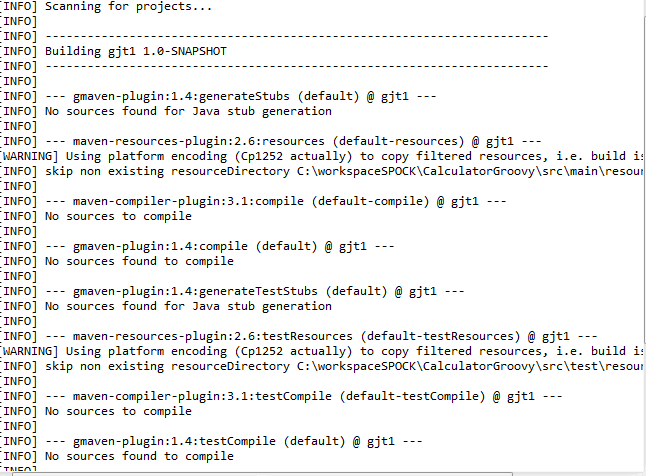 [INFO] Scanning for projects...
[INFO]
[INFO] ------------------------------------------------------------------------
[INFO] Building gjt1 1.0-SNAPSHOT
[INFO] ------------------------------------------------------------------------
[INFO]
[INFO] --- gmaven-plugin:1.4:generateStubs (default) @ gjt1 ---
[INFO] No sources found for Java stub generation
[INFO]
[INFO] --- maven-resources-plugin:2.6:resources (default-resources) @ gjt1 ---
[WARNING] Using platform encoding (Cp1252 actually) to copy filtered resources, i.e. build is
[INFO] skip non existing resourceDirectory C:\workspaceSPOCK\CalculatorGroovy\src\main\resour
[INFO]
[INFO] --- maven-compiler-plugin:3.1:compile (default-compile) @ gjt1 ---
[INFO] No sources to compile
[INFO]
[INFO] --- gmaven-plugin:1.4:compile (default) @ gjt1 ---
[INFO] No sources found to compile
[INFO]
[INFO] --- gmaven-plugin:1.4:generateTestStubs (default) @ gjt1 ---
[INFO] No sources found for Java stub generation
[INFO]
[INFO] --- maven-resources-plugin:2.6:testResources (default-testResources) @ gjt1 ---
[WARNING] Using platform encoding (Cp1252 actually) to copy filtered resources, i.e. build is
[INFO] skip non existing resourceDirectory C:\workspaceSPOCK\CalculatorGroovy\src\test\resour
[INFO]
[INFO] --- maven-compiler-plugin:3.1:testCompile (default-testCompile) @ gjt1 ---
[INFO] No sources to compile
[INFO]
[INFO] --- gmaven-plugin:1.4:testCompile (default) @ gjt1 ---
[INFO] No sources found to compile
[INFO]